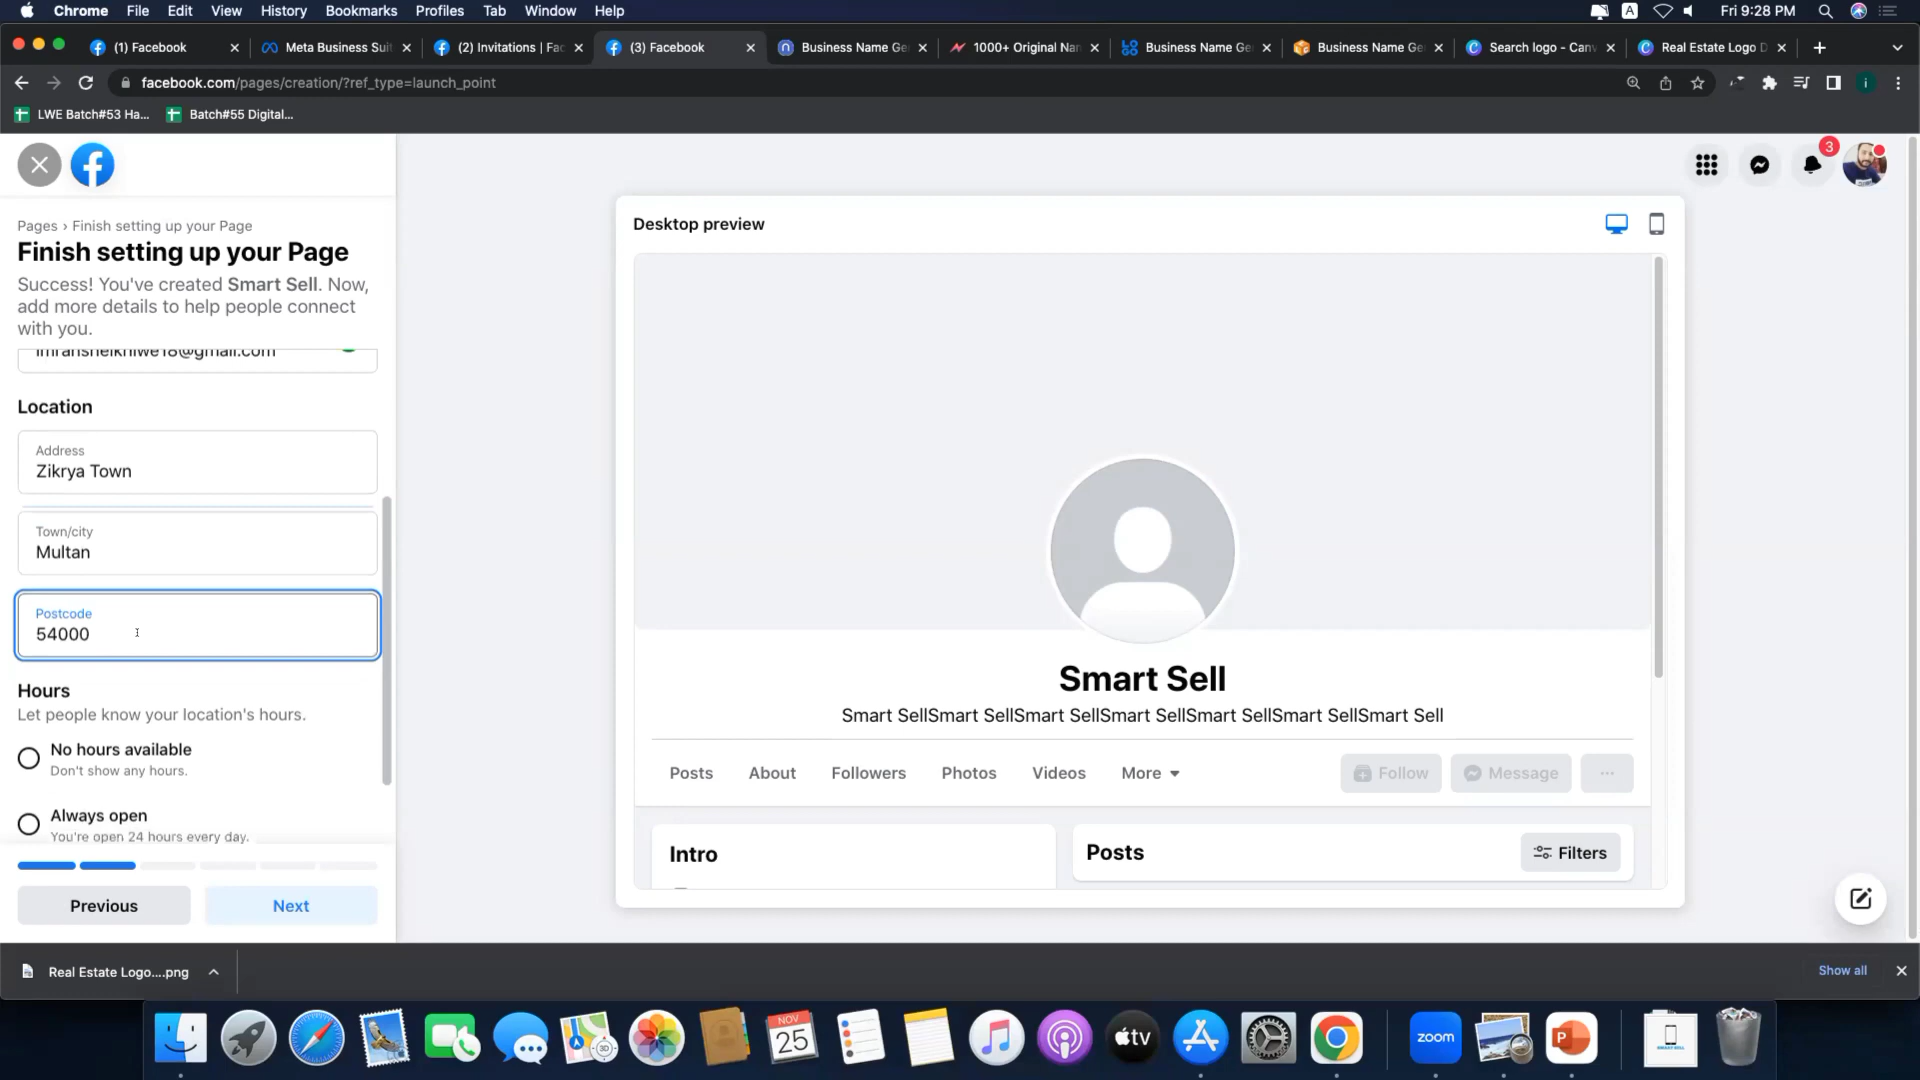 Chrome File Edit View History Bookmarks Profiles Tab Window Help
A Fri 9:28 PM
(1) Facebook
Meta Business Suit
(2) Invitations | Fac
(3) Facebook
Business Name Ge
1000+ Original Nan
Business Name Ge
Business Name Ge
Search logo - Canv
Real Estate Logo D
facebook.com/pages/creation/?ref_type=launch_point
i
LWE Batch#53 Ha...
Batch#55 Digital...
3
Pages › Finish setting up your Page
Finish setting up your Page
Success! You've created Smart Sell. Now,
add more details to help people connect
with you.
Location
Address
Zikrya Town
Town/city
Multan
Postcode
54000
Hours
Let people know your location's hours.
No hours available
Don't show any hours.
Always open
You're open 24 hours every day.
Previous
Next
Desktop preview
Smart Sell
Smart SellSmart SellSmart SellSmart SellSmart SellSmart SellSmart Sell
Posts About Followers Photos Videos More
Follow
Message
Intro
Posts
Filters
Real Estate Logo....png
Show all
NOV
25
tv
zoom
P